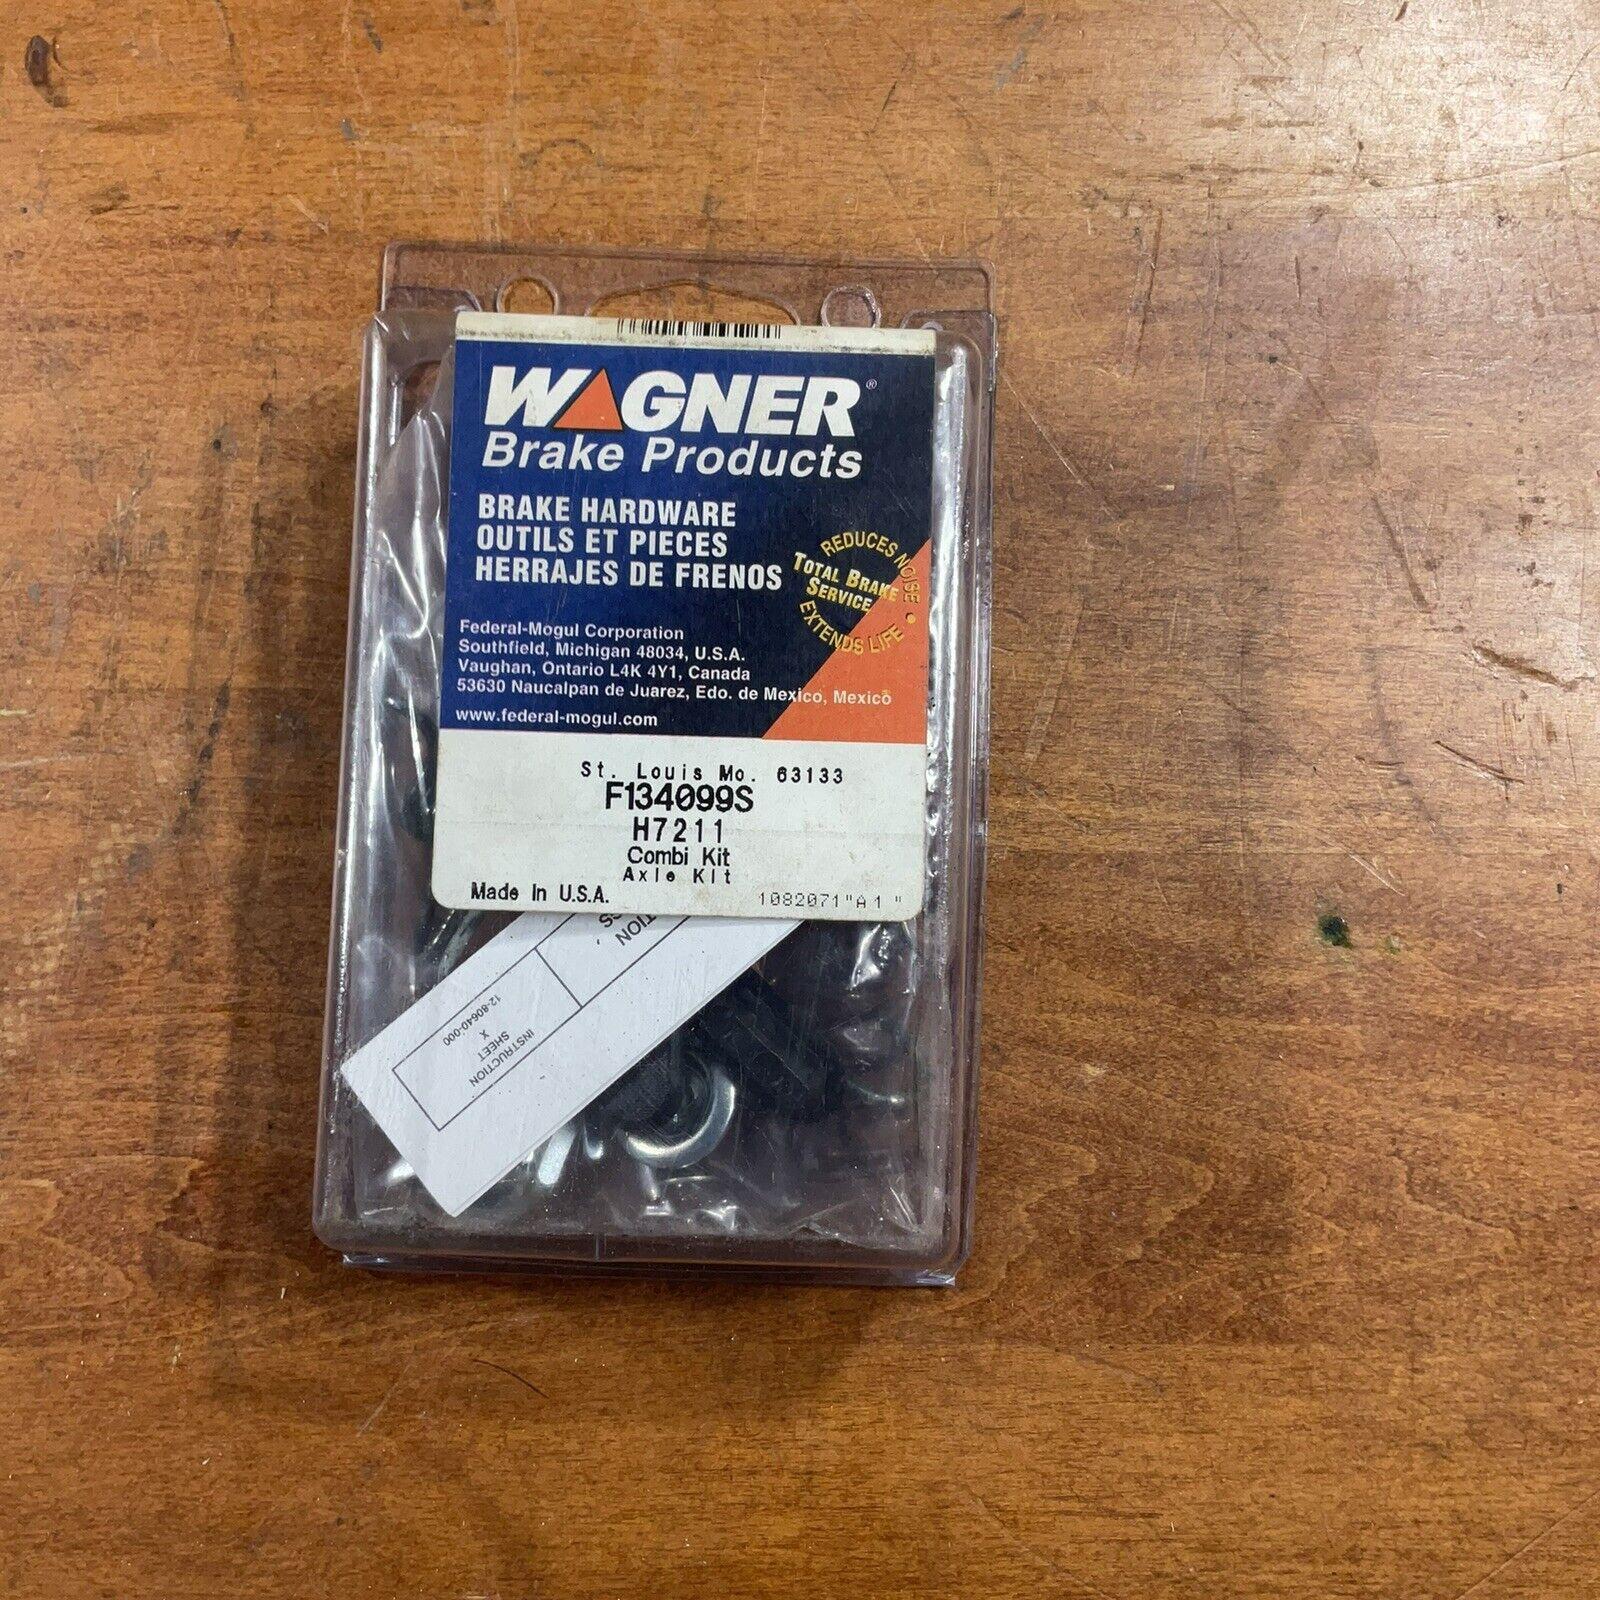 WAGNER®
Brake Products
BRAKE HARDWARE
OUTILS ET PIECES
HERRAJES DE FRENOS
REDUCES NOISE •
TOTAL BRAKE
SERVICE
EXTENDS LIFE
Federal-Mogul Corporation
Southfield, Michigan 48034, U.S.A.
Vaughan, Ontario L4K 4Y1, Canada
53630 Naucalpan de Juarez, Edo. de Mexico, Mexico
www.federal-mogul.com
St. Louis Mo. 63133
F134099S
H7211
Combi Kit
Axle Kit
Made In U.S.A.
1082071"A1"
INSTRUCTION
SHEET
X
12-80640-000